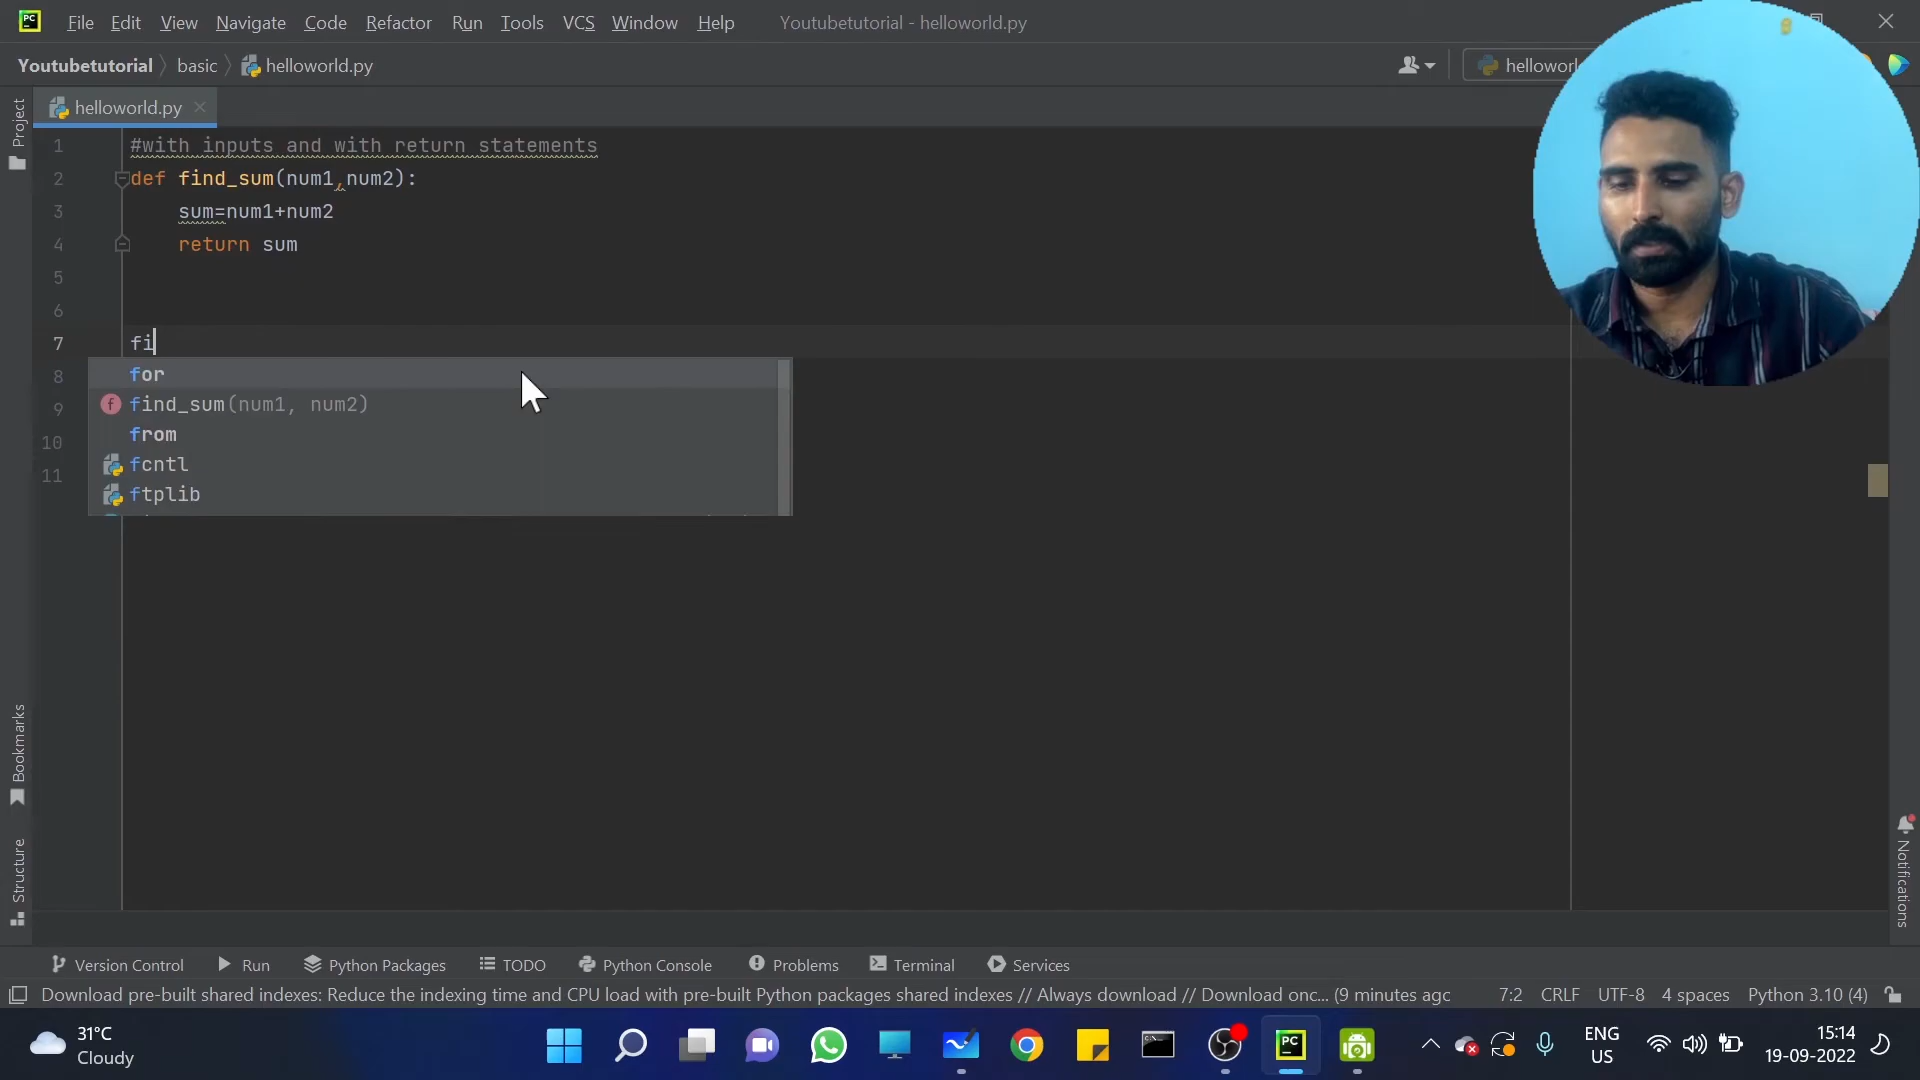 File Edit View Navigate Code Refactor Run Tools VCS Window Help Youtubetutorial - helloworld.py
Youtubetutorial basic helloworld.py
helloworld.py
1 #with inputs and with return statements
2 def find_sum(num1,num2):
3 sum=num1+num2
4 return sum
5
6
7 fi
8 for
9 find_sum(num1, num2)
10 from
11 fcntl
ftplib
Project
Bookmarks
Structure
Notifications
Version Control Run Python Packages TODO Python Console Problems Terminal Services
Download pre-built shared indexes: Reduce the indexing time and CPU load with pre-built Python packages shared indexes // Always download // Download onc... (9 minutes agc 7:2 CRLF UTF-8 4 spaces Python 3.10 (4)
31°C
Cloudy
ENG
US
15:14
19-09-2022